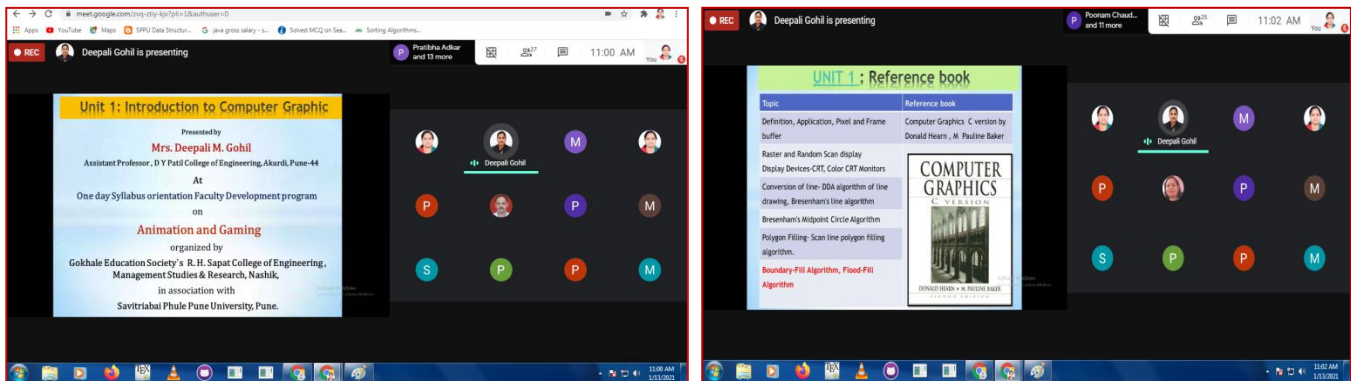 meet.google.com/zvq-ztiy-kjv?pli=1&authuser=0
Apps YouTube Maps SPPU Data Structur... java gross salary - s... Solved MCQ on Sea... Sorting Algorithms...
REC Deepali Gohil is presenting
P Pratibha Adkar and 13 more
27
11:00 AM
You
Unit 1: Introduction to Computer Graphic
Presented by
Mrs. Deepali M. Gohil
Assistant Professor , D Y Patil College of Engineering, Akurdi, Pune-44
At
One day Syllabus orientation Faculty Development program
on
Animation and Gaming
organized by
Gokhale Education Society`s R. H. Sapat College of Engineering,
Management Studies & Research, Nashik,
in association with
Savitribai Phule Pune University, Pune.
M
Deepali Gohil
P P M
S P P M
11:00 AM
1/13/2021
REC Deepali Gohil is presenting
P Poonam Chaud... and 11 more
25
11:02 AM
You
UNIT 1 : Reference book
Topic Reference book
Definition, Application, Pixel and Frame
buffer
Computer Graphics C version by
Donald Hearn , M Pauline Baker
Raster and Random Scan display
Display Devices-CRT, Color CRT Monitors
Conversion of line- DDA algorithm of line
drawing, Bresenham's line algorithm
Bresenham's Midpoint Circle Algorithm
Polygon Filling- Scan line polygon filling
algorithm.
Boundary-Fill Algorithm, Flood-Fill
Algorithm
COMPUTER
GRAPHICS
C VERSION
DONALD HEARN • M. PAULINE BAKER
SECOND EDITION
M
Deepali Gohil
P P M
S P P M
11:02 AM
1/13/2021